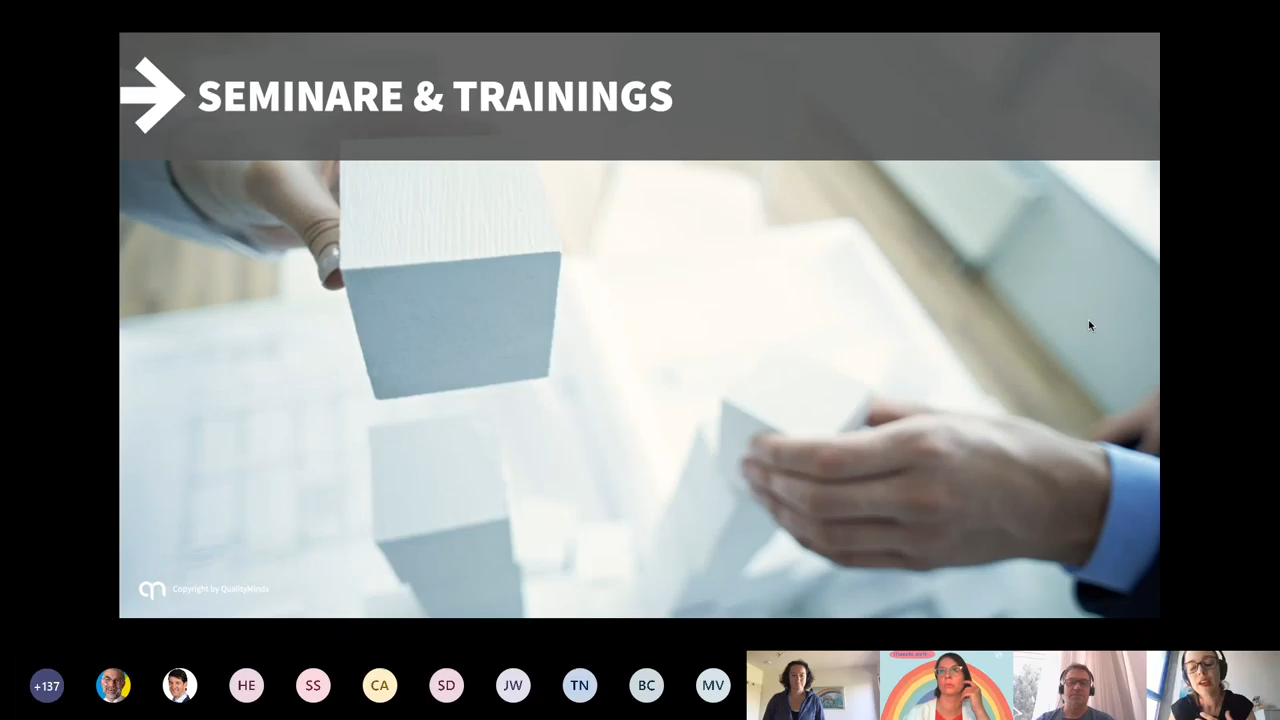 SEMINARE & TRAININGS
Copyright by QualityMinds
+137
HE
SS
CA
SD
JW
TN
BC
MV